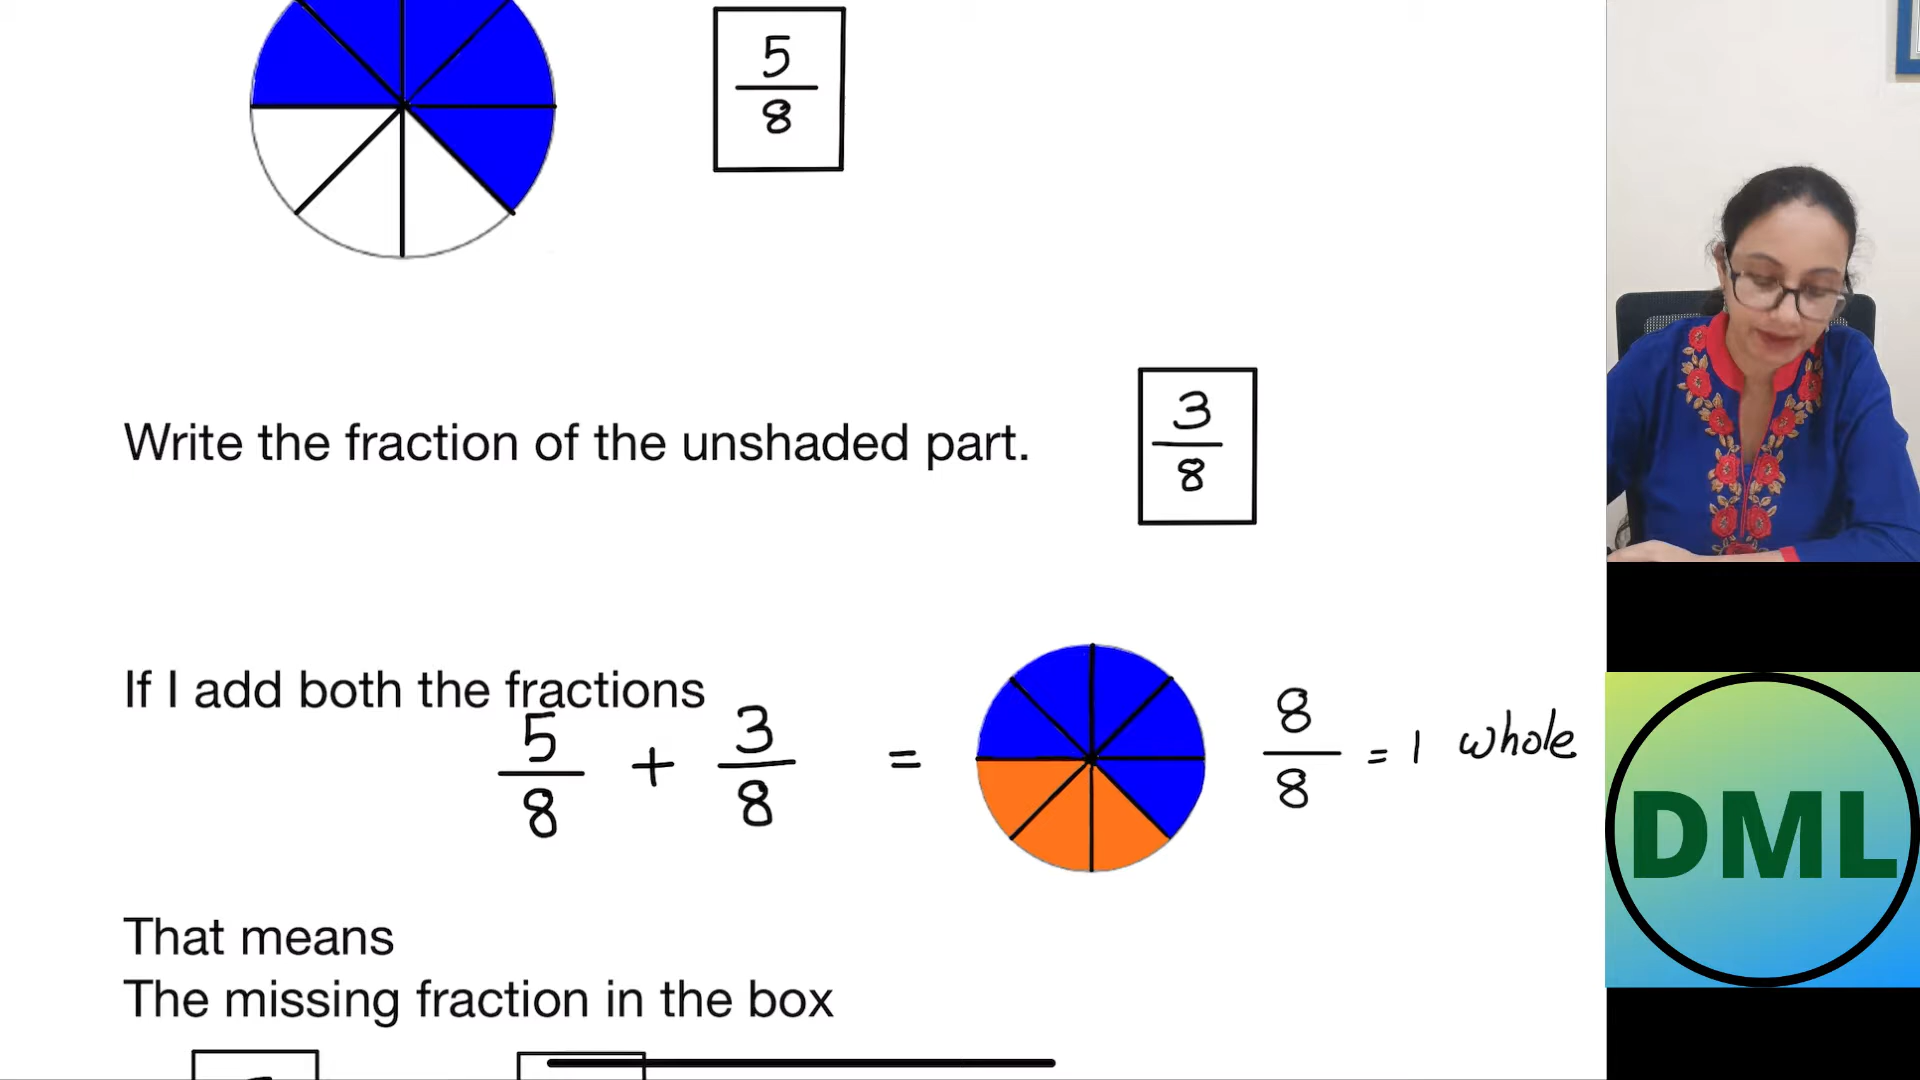 5
8
Write the fraction of the unshaded part.
3
8
If I add both the fractions
5/8 + 3/8 = 8/8 = 1 whole
DML
That means
The missing fraction in the box